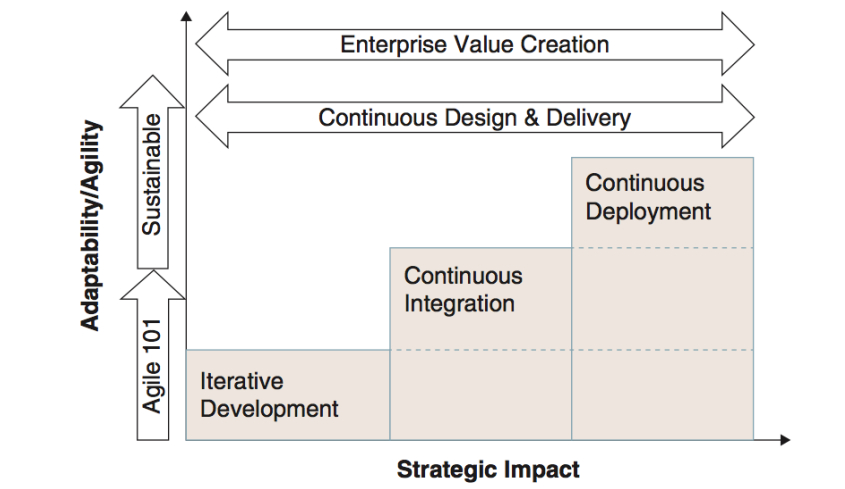 Enterprise Value Creation
Continuous Design & Delivery
Adaptability/Agility
Sustainable
Agile 101
Continuous
Deployment
Continuous
Integration
Iterative
Development
Strategic Impact